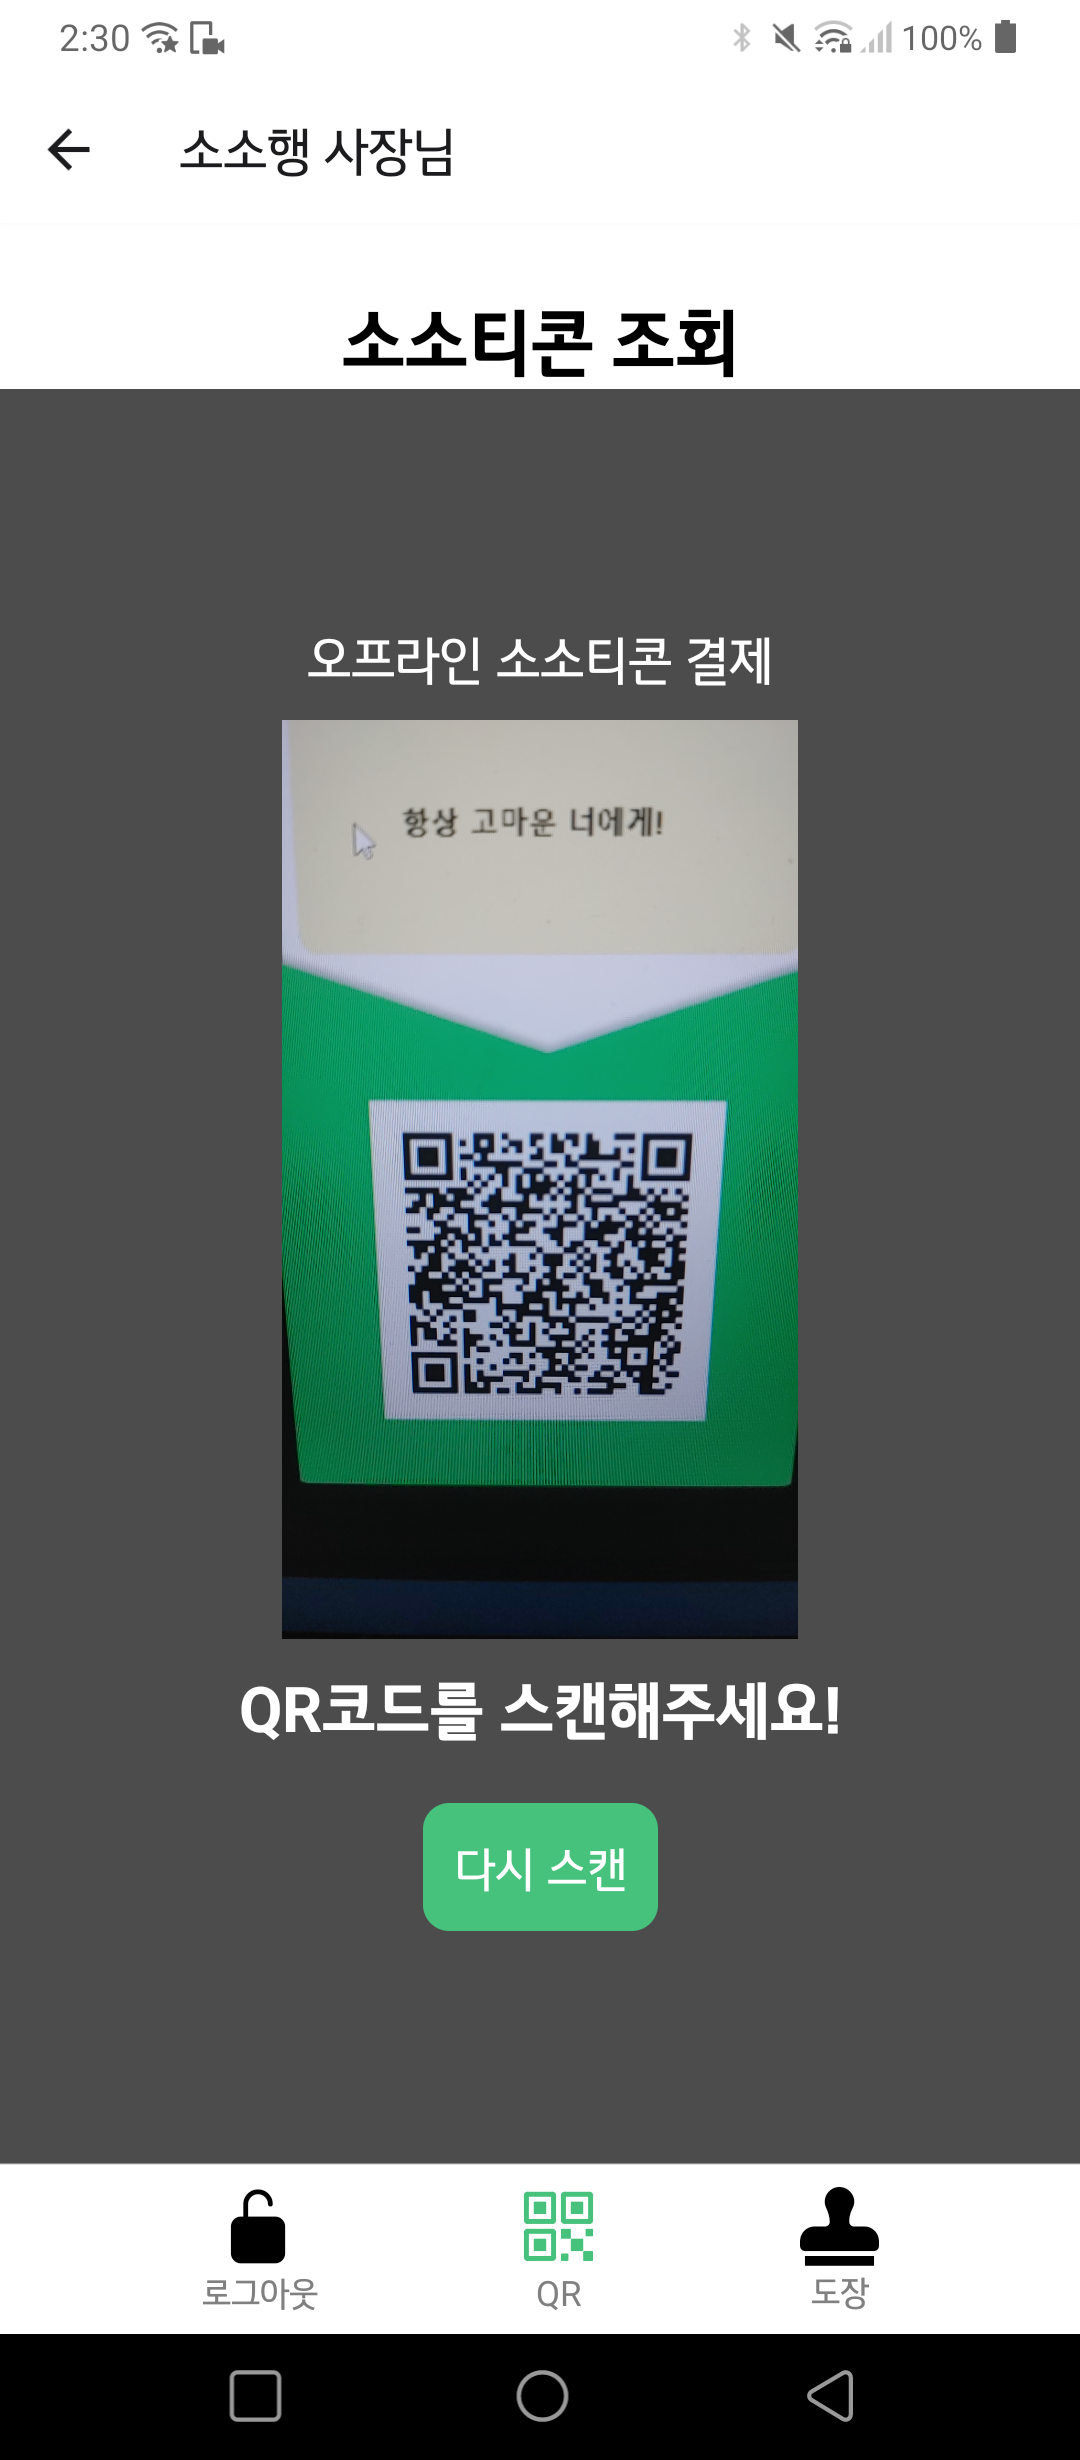 2:30
100%
소소행 사장님
소소티콘 조회
오프라인 소소티콘 결제
항상 고마운 너에게!
QR코드를 스캔해주세요!
다시 스캔
로그아웃
QR
도장